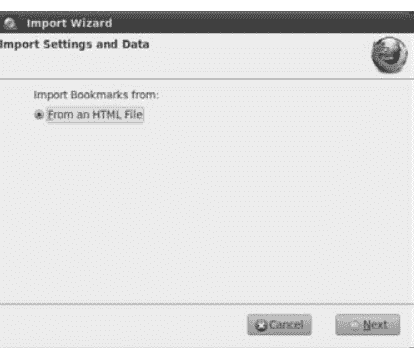 Import Wizard
Import Settings and Data
Import Bookmarks from:
From an HTML File
Cancel
Next